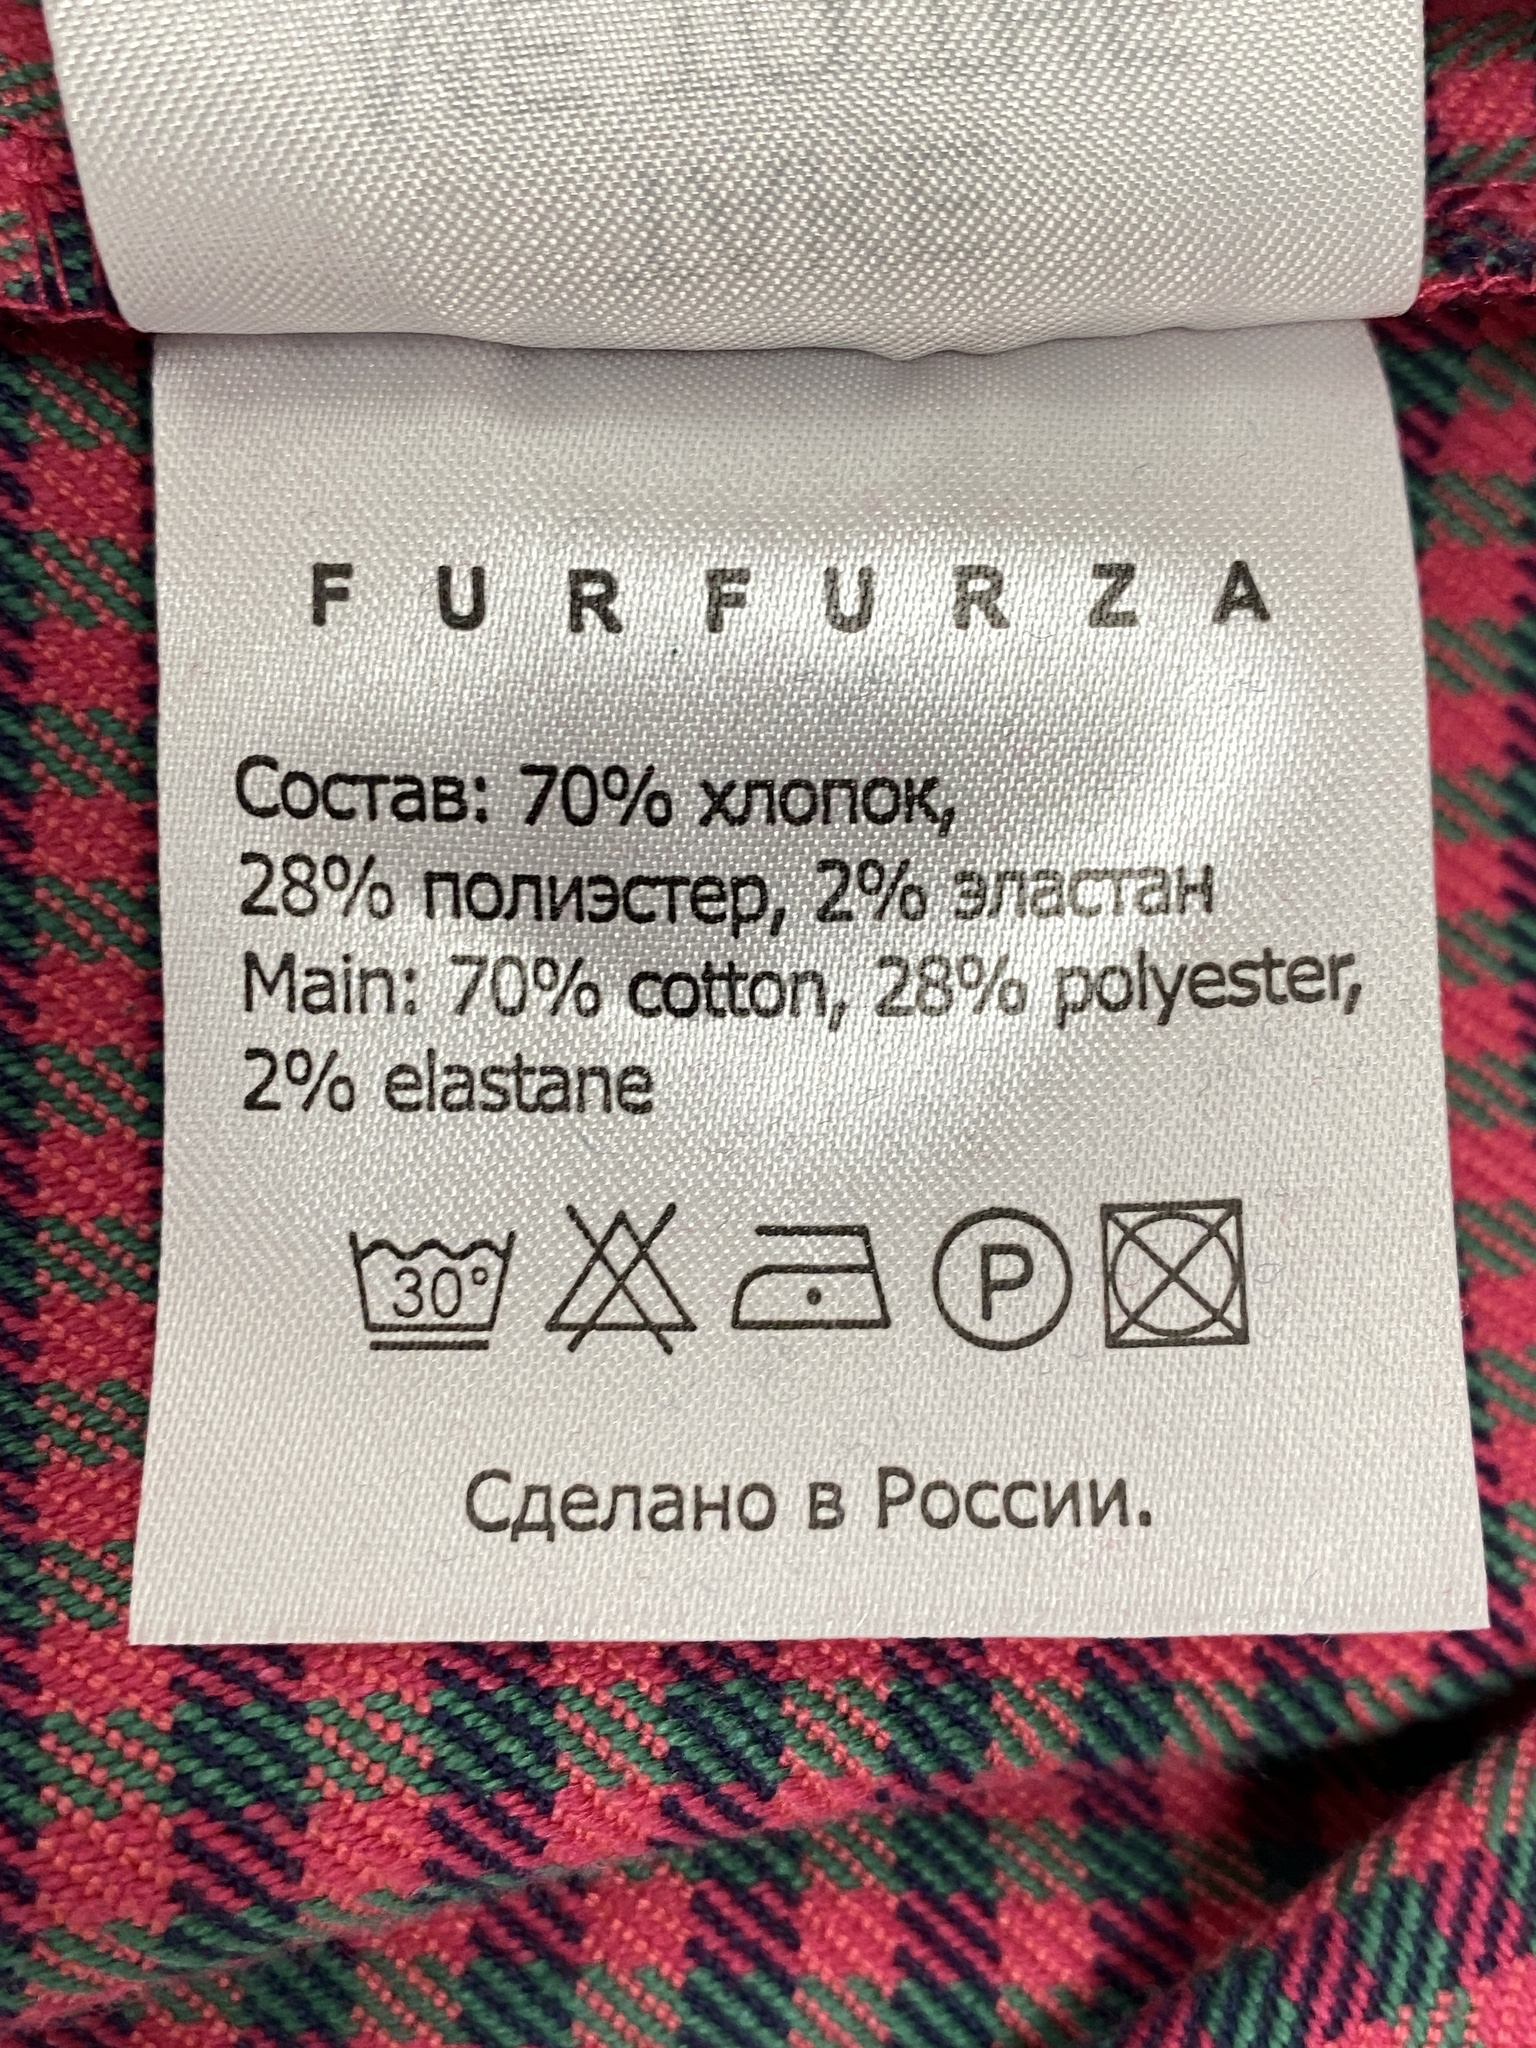 FURFURZA
Состав: 70% хлопок,
28% полиэстер, 2% эластан
Main: 70% cotton, 28% polyester,
2% elastane
30°
P
Сделано в России.